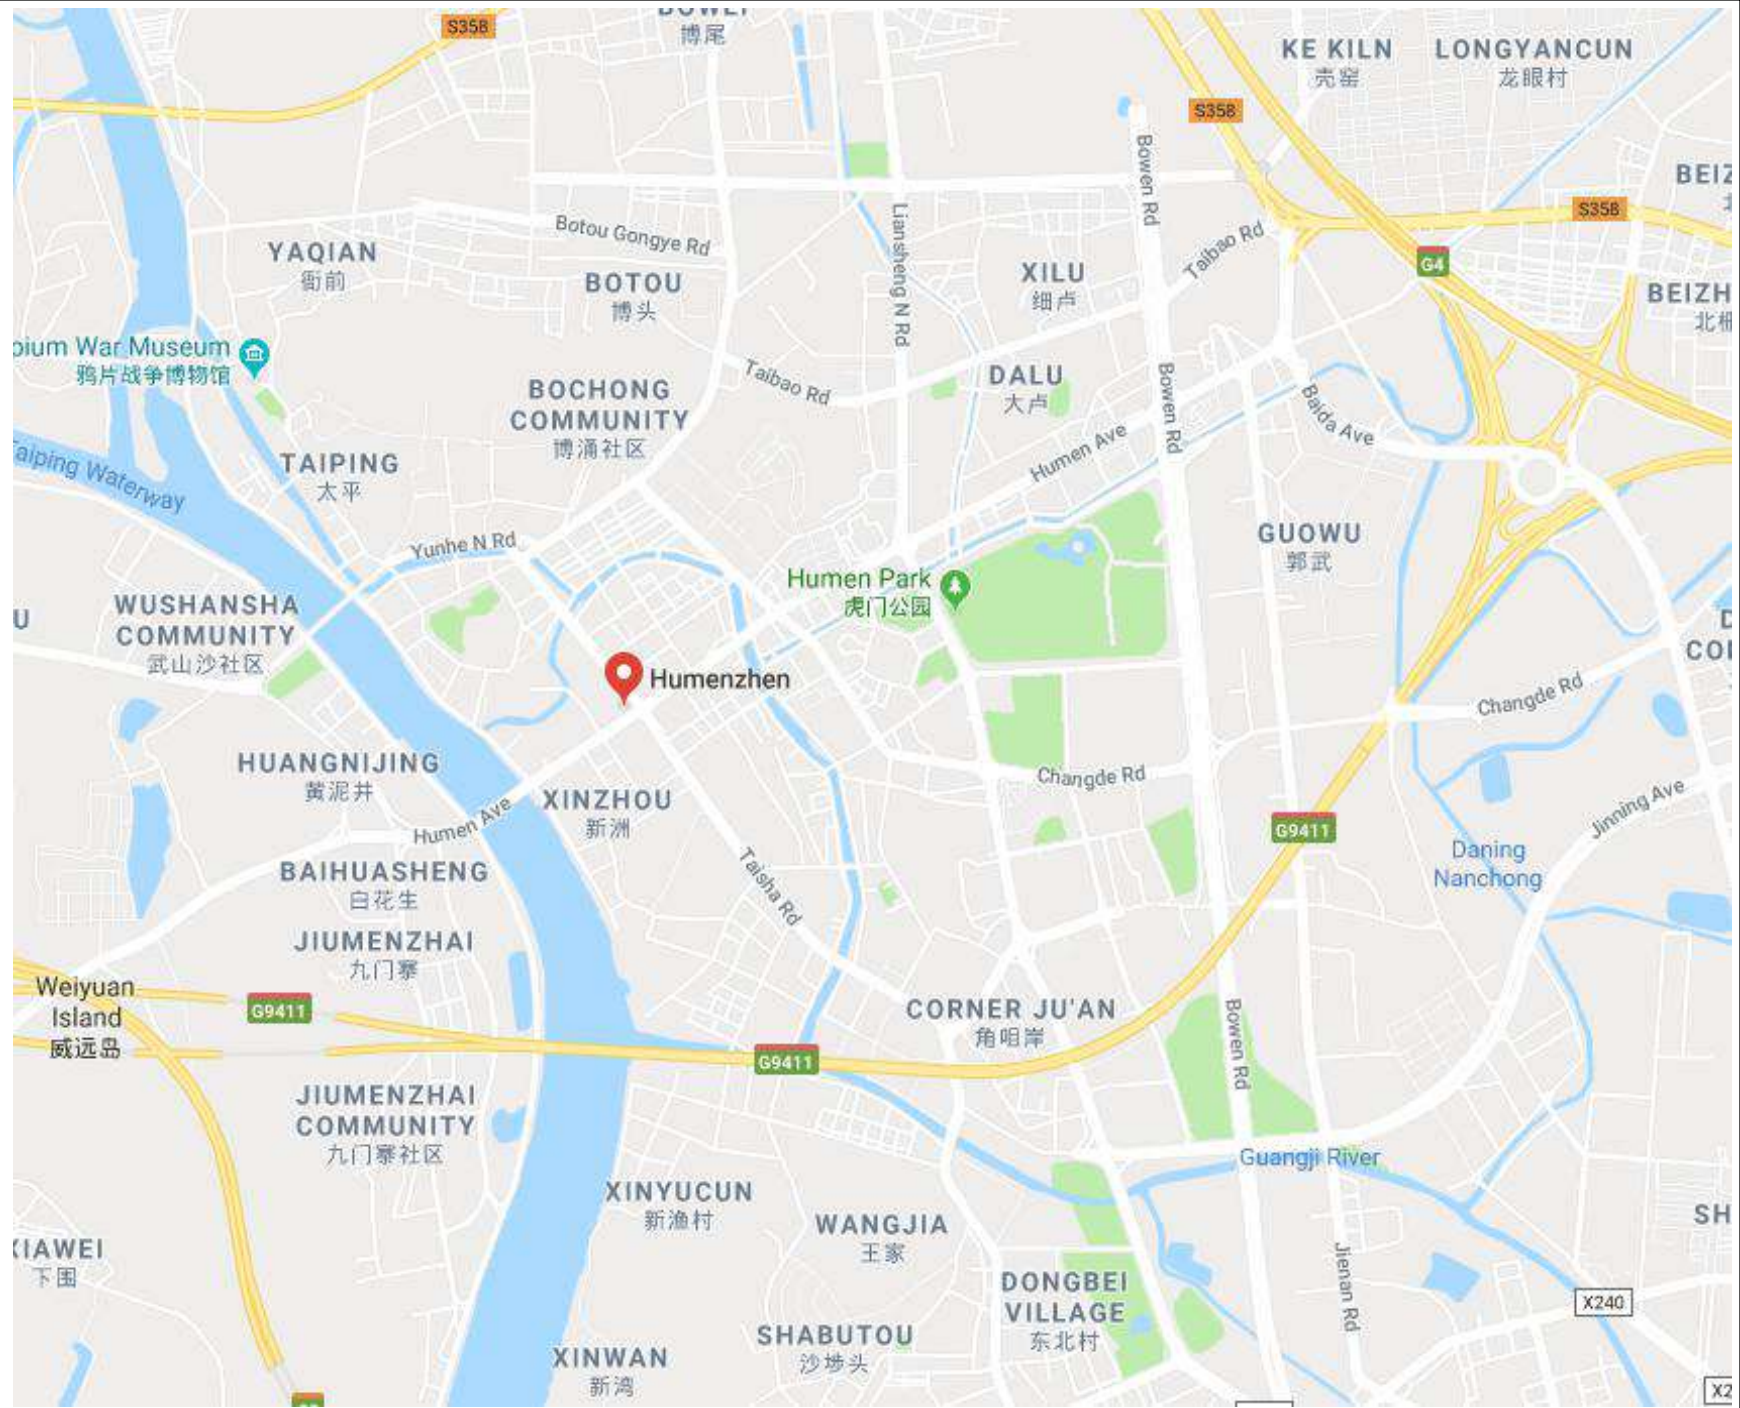 S358
博尾
KE KILN
壳窑
LONGYANCUN
龙眼村
S358
Bowen Rd
S358
Liansheng N Rd
Botou Gongye Rd
Taibao Rd
YAQIAN
衙前
G4
XILU
细卢
BOTOU
博头
Opium War Museum
鸦片战争博物馆
Taibao Rd
DALU
大卢
Bowen Rd
Baida Ave
BOCHONG
COMMUNITY
博涌社区
Humen Ave
TAIPING
太平
Taiping Waterway
GUOWU
郭武
Yunhe N Rd
Humen Park
虎门公园
WUSHANSHA
COMMUNITY
武山沙社区
Humenzhen
Changde Rd
HUANGNIJING
黄泥井
Changde Rd
XINZHOU
新洲
Humen Ave
Jinning Ave
G9411
Daning
Nanchong
BAIHUASHENG
白花生
Taisha Rd
JIUMENZHAI
九门寨
Weiyuan
Island
威远岛
G9411
CORNER JU'AN
角咀岸
Bowen Rd
G9411
JIUMENZHAI
COMMUNITY
九门寨社区
Guangji River
XINYUCUN
新渔村
WANGJIA
王家
XIAWEI
下围
Jienan Rd
DONGBEI
VILLAGE
东北村
X240
SHABUTOU
沙埗头
XINWAN
新湾